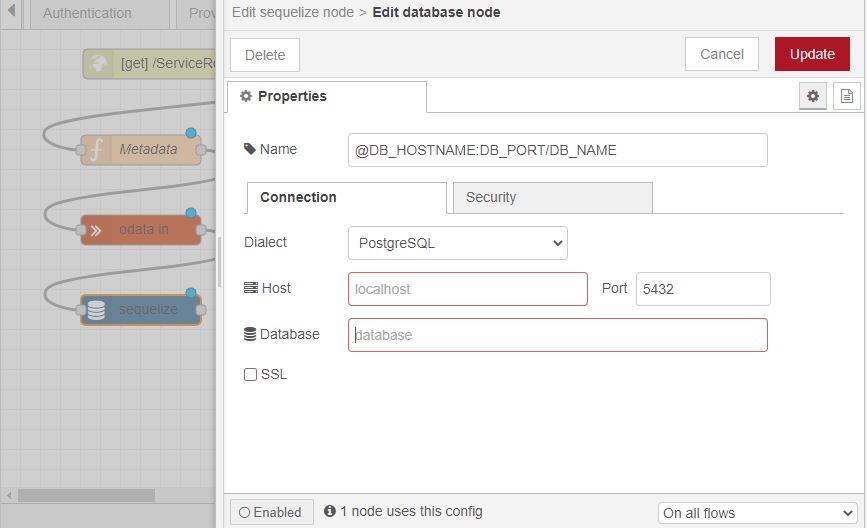 Authentication
Prov
Edit sequelize node > Edit database node
Delete
Cancel
Update
[get] /ServiceRe
Properties
Metadata
Name
@DB_HOSTNAME:DB_PORT/DB_NAME
Connection
Security
odata in
Dialect
PostgreSQL
Host
localhost
Port
5432
sequelize
Database
database
SSL
Enabled
1 node uses this config
On all flows